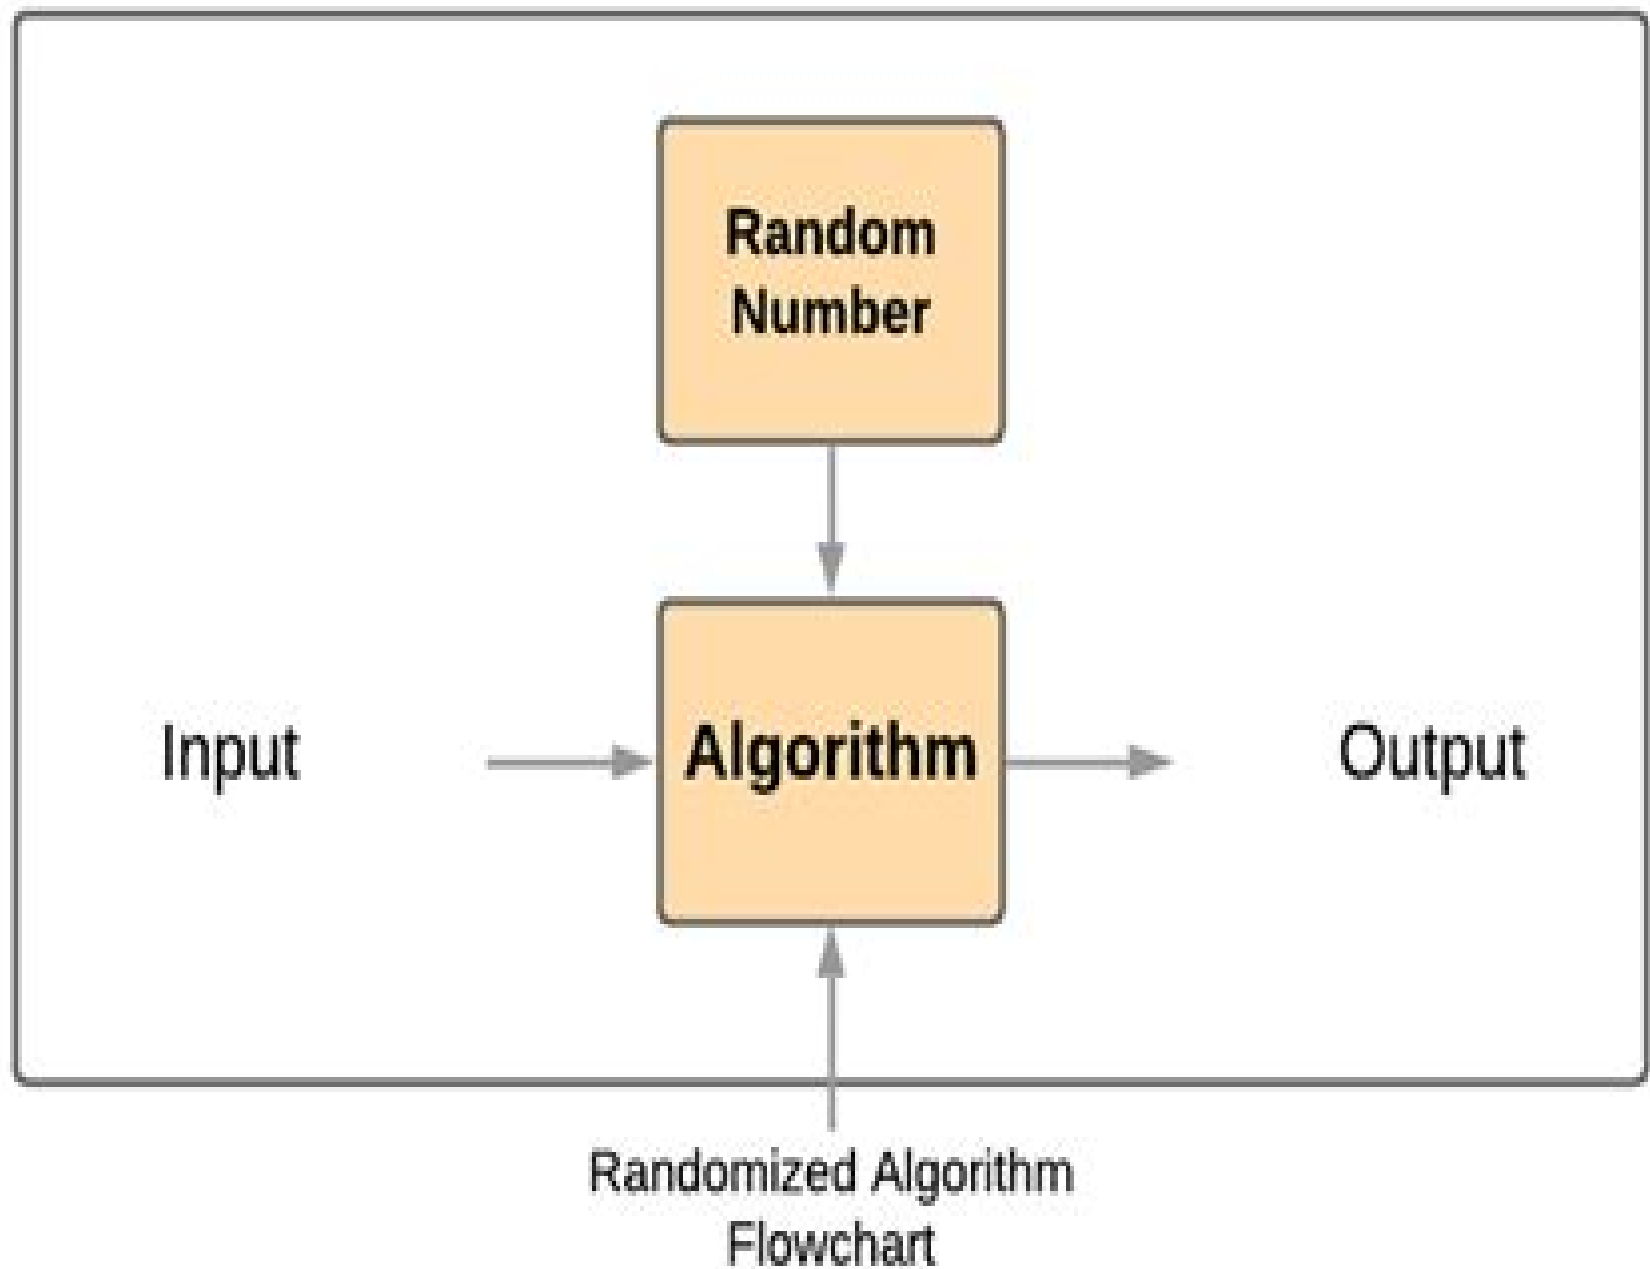 Random
Number
Input
Algorithm
Output
Randomized Algorithm
Flowchart